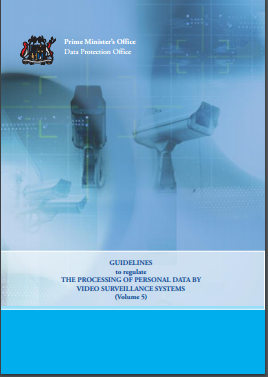 Prime Minister's Office
Data Protection Office
GUIDELINES
to regulate
THE PROCESSING OF PERSONAL DATA BY
VIDEO SURVEILLANCE SYSTEMS
(Volume 5)